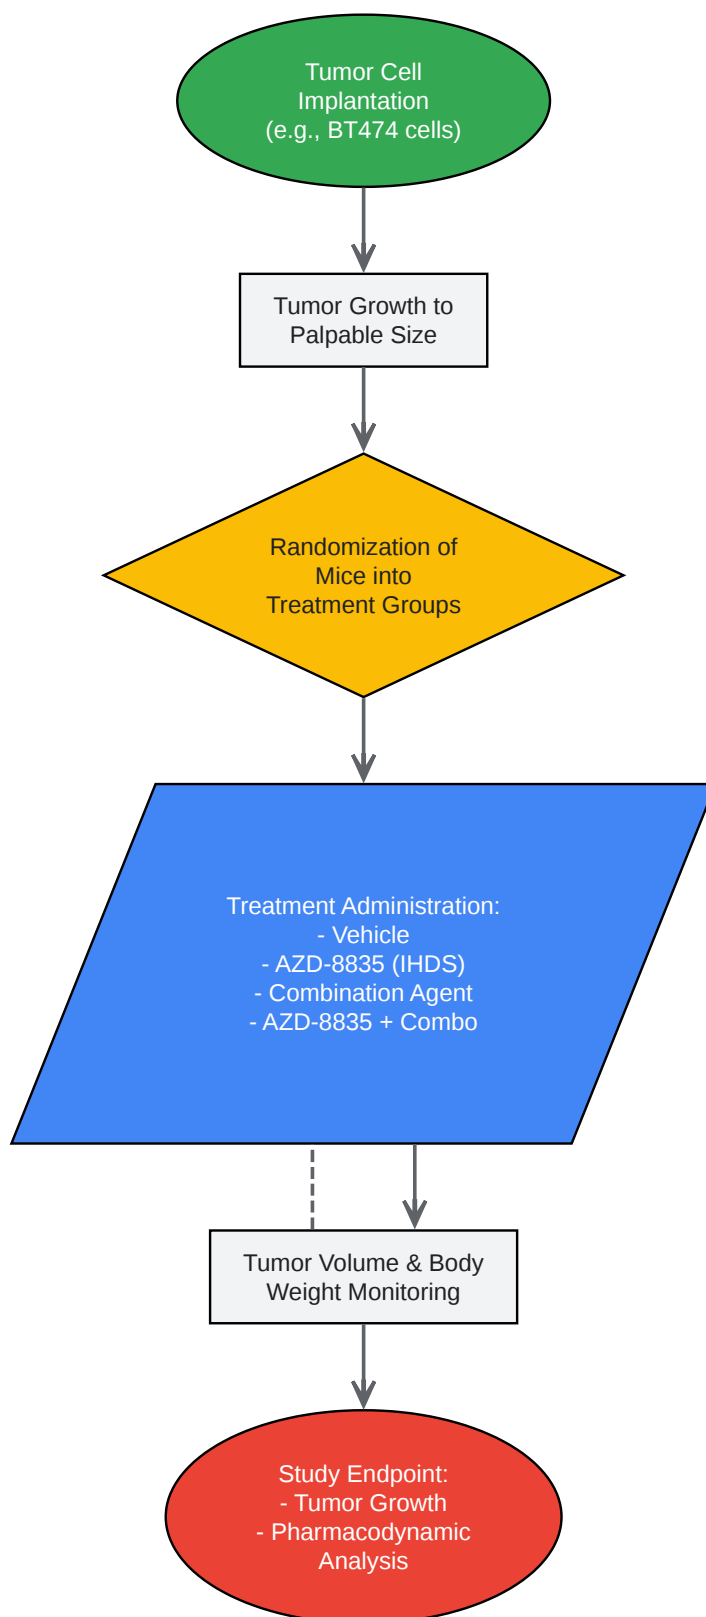 Tumor Cell
Implantation
(e.g., BT474 cells)
Tumor Growth to
Palpable Size
Randomization of
Mice into
Treatment Groups
Treatment Administration:
- Vehicle
- AZD-8835 (IHDS)
- Combination Agent
- AZD-8835 + Combo
Tumor Volume & Body
Weight Monitoring
Study Endpoint:
- Tumor Growth
- Pharmacodynamic
Analysis